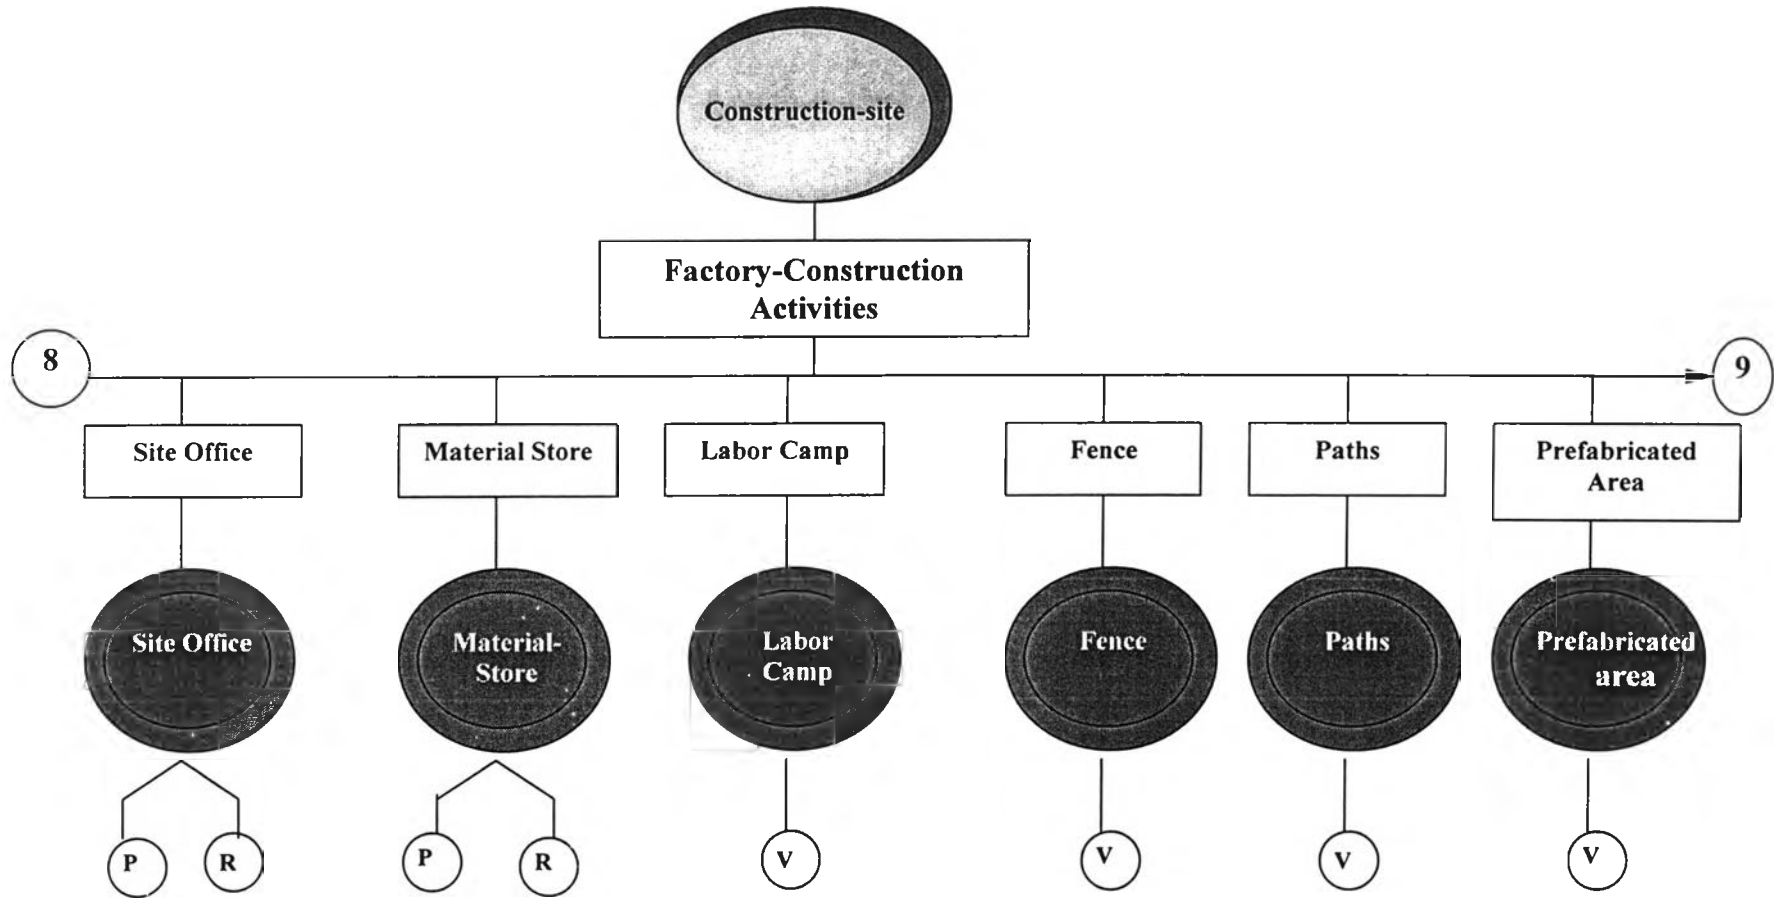 Construction-site
Factory-Construction
Activities
8
9
Site Office
Material Store
Labor Camp
Fence
Paths
Prefabricated
Area
Site Office
Material-
Store
Labor
Camp
Fence
Paths
Prefabricated
area
P
R
P
R
V
V
V
V